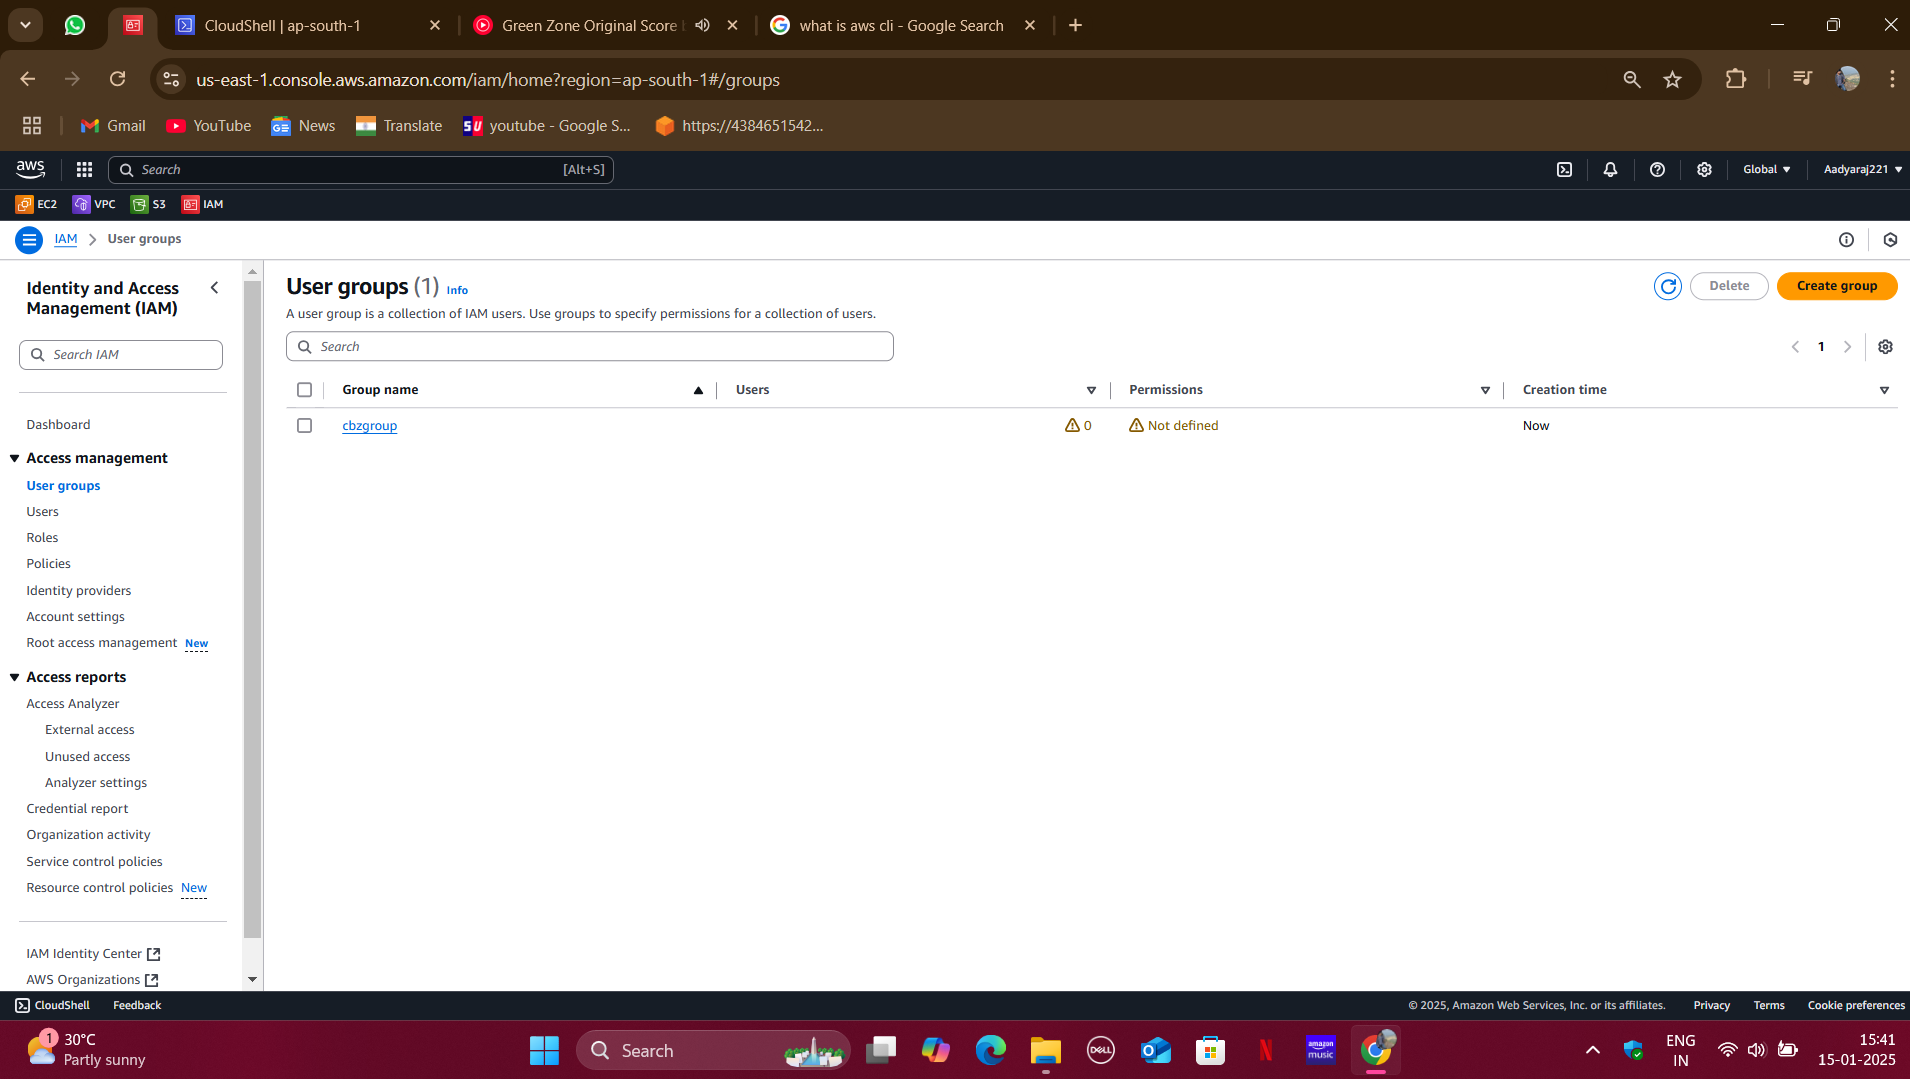 CloudShell | ap-south-1
Green Zone Original Score
what is aws cli - Google Search
us-east-1.console.aws.amazon.com/iam/home?region=ap-south-1#/groups
Gmail
YouTube
News
Translate
SU youtube - Google S...
https://4384651542...
aws
Search
[Alt+S]
Global
Aadyaraj221
EC2
VPC
S3
IAM
IAM
User groups
Identity and Access
Management (IAM)
Search IAM
Dashboard
Access management
User groups
Users
Roles
Policies
Identity providers
Account settings
Root access management New
Access reports
Access Analyzer
External access
Unused access
Analyzer settings
Credential report
Organization activity
Service control policies
Resource control policies New
IAM Identity Center
AWS Organizations
User groups (1) Info
Delete
Create group
A user group is a collection of IAM users. Use groups to specify permissions for a collection of users.
Search
1
Group name
Users
Permissions
Creation time
cbzgroup
0
Not defined
Now
CloudShell
Feedback
© 2025, Amazon Web Services, Inc. or its affiliates.
Privacy
Terms
Cookie preferences
1
30°C
Partly sunny
Search
DELL
amazon
music
N
ENG
IN
15:41
15-01-2025